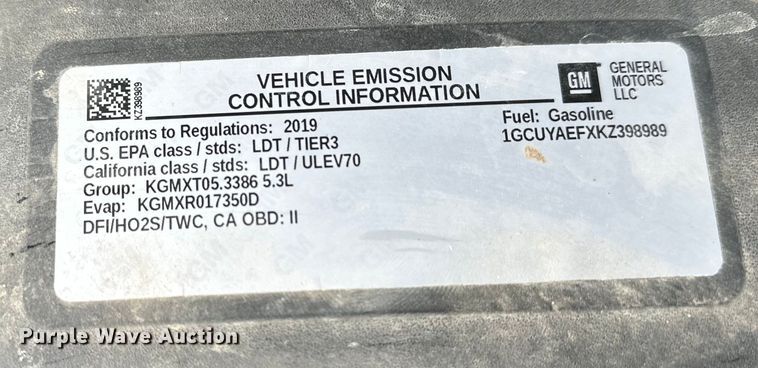 KZ398989
VEHICLE EMISSION
CONTROL INFORMATION
GM
GENERAL
MOTORS
LLC
Conforms to Regulations: 2019
U.S. EPA class / stds: LDT / TIER3
California class / stds: LDT / ULEV70
Group: KGMXT05.3386 5.3L
Evap: KGMXR017350D
DFI/HO2S/TWC, CA OBD: II
Fuel: Gasoline
1GCUYAEFXKZ398989
Purple Wave Auction